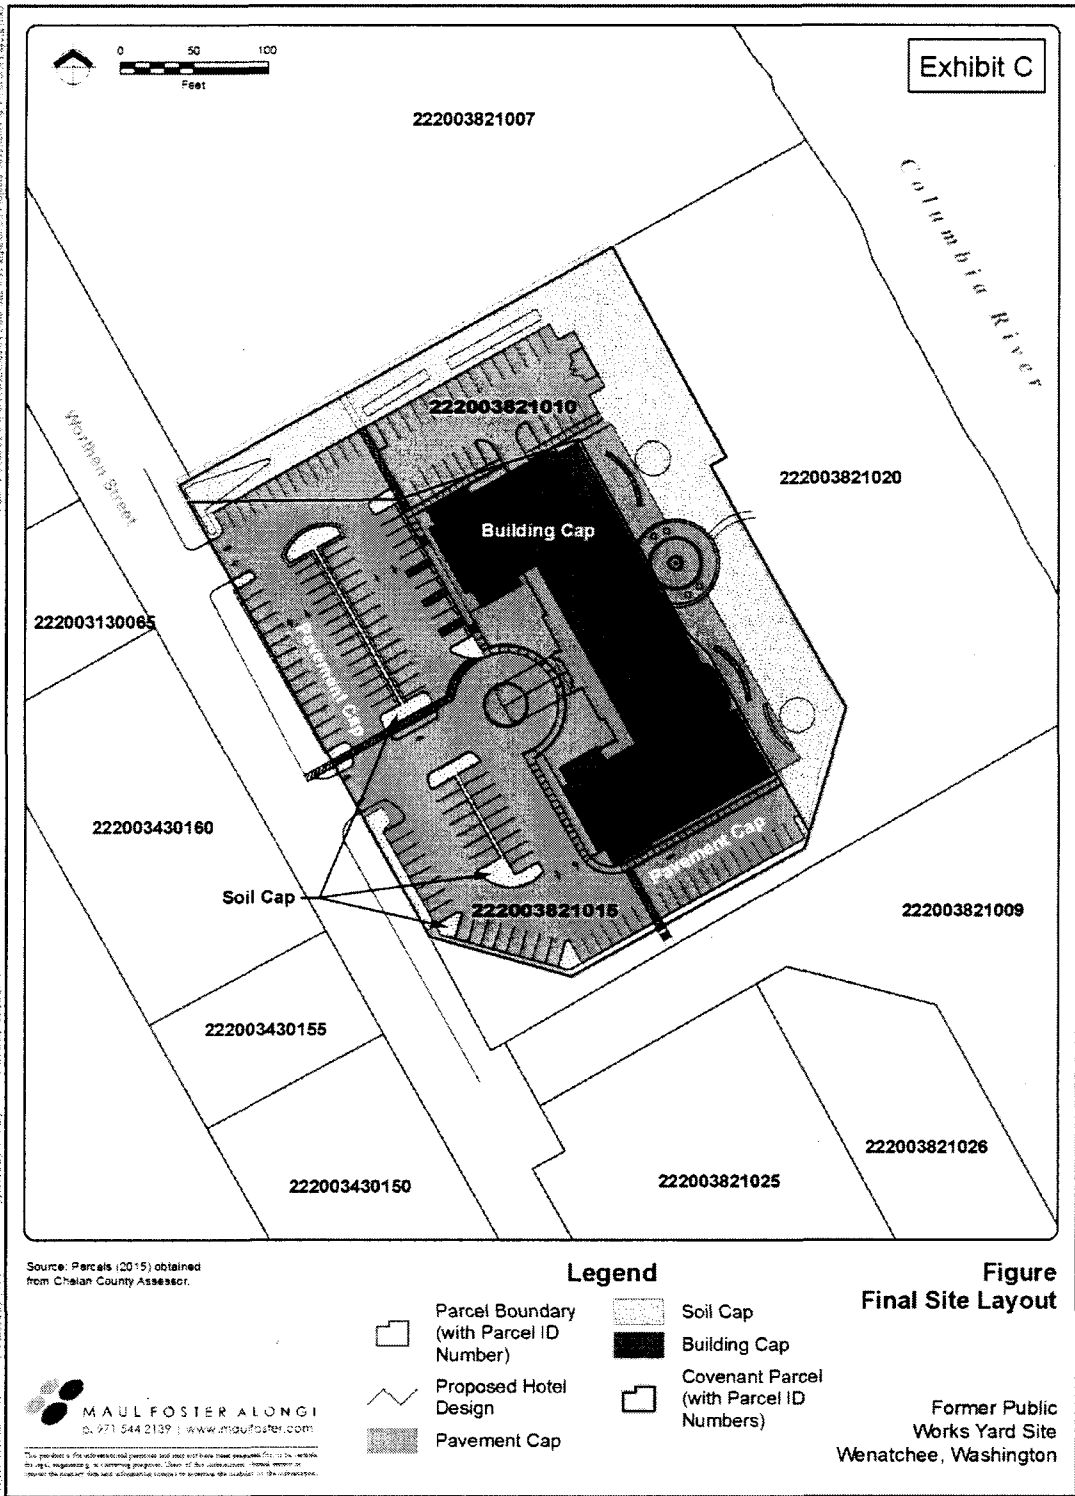 0 50 100
Feet
Exhibit C
222003821007
Columbia River
222003821010
Worthen Street
222003821020
Building Cap
222003130065
Pavement Cap
222003430160
Pavement Cap
Soil Cap
222003821015
222003821009
222003430155
222003821026
222003430150
222003821025
Source: Parcels (2015) obtained
from Chelan County Assessor.
Legend
Parcel Boundary
(with Parcel ID
Number)
Proposed Hotel
Design
Pavement Cap
Soil Cap
Building Cap
Covenant Parcel
(with Parcel ID
Numbers)
Figure
Final Site Layout
Former Public
Works Yard Site
Wenatchee, Washington
MAUL FOSTER ALONGI
p. 971 544 2139 | www.maulfoster.com